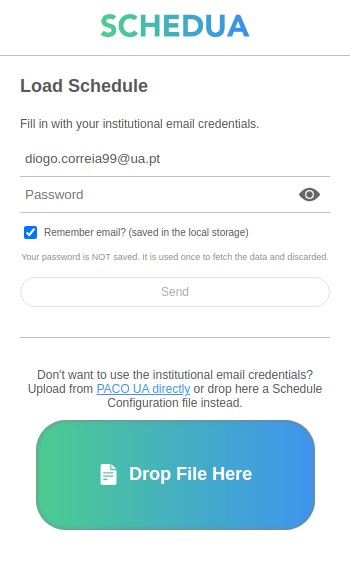 SCHEDUA
Load Schedule
Fill in with your institutional email credentials.
diogo.correia99@ua.pt
Password
Remember email? (saved in the local storage)
Your password is NOT saved. It is used once to fetch the data and discarded.
Send
Don't want to use the institutional email credentials?
Upload from PACO UA directly or drop here a Schedule
Configuration file instead.
Drop File Here